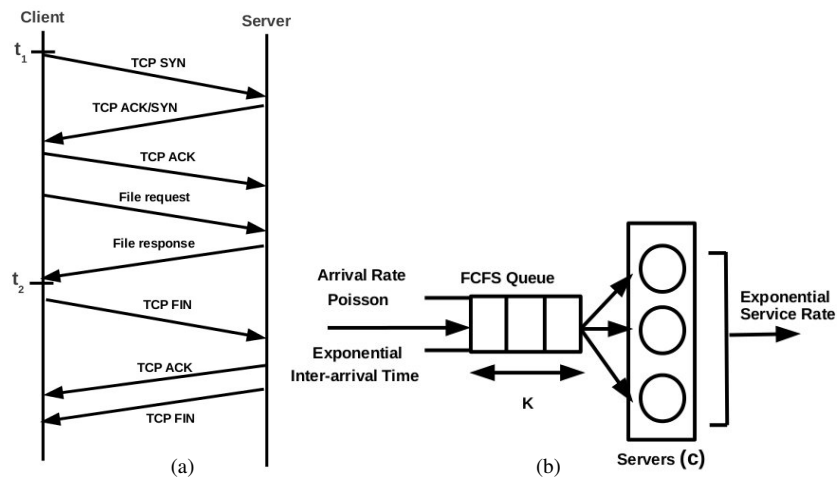 Client
Server
t1
TCP SYN
TCP ACK/SYN
TCP ACK
File request
File response
t2
TCP FIN
TCP ACK
TCP FIN
(a)
Arrival Rate
Poisson
Exponential
Inter-arrival Time
FCFS Queue
K
Servers (c)
Exponential
Service Rate
(b)